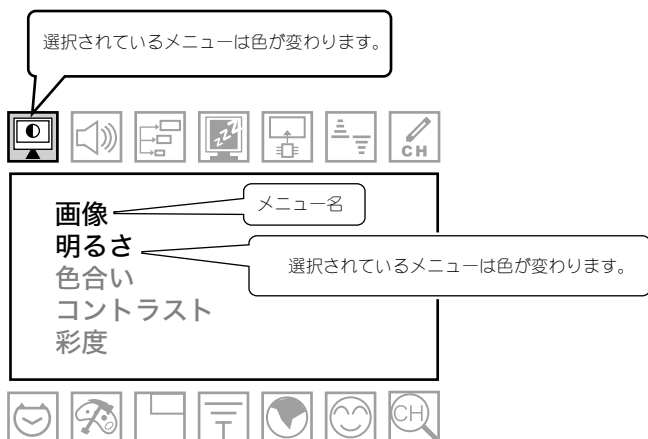 選択されているメニューは色が変わります。
zzz
CH
画像
メニュー名
明るさ
選択されているメニューは色が変わります。
色合い
コントラスト
彩度
CH